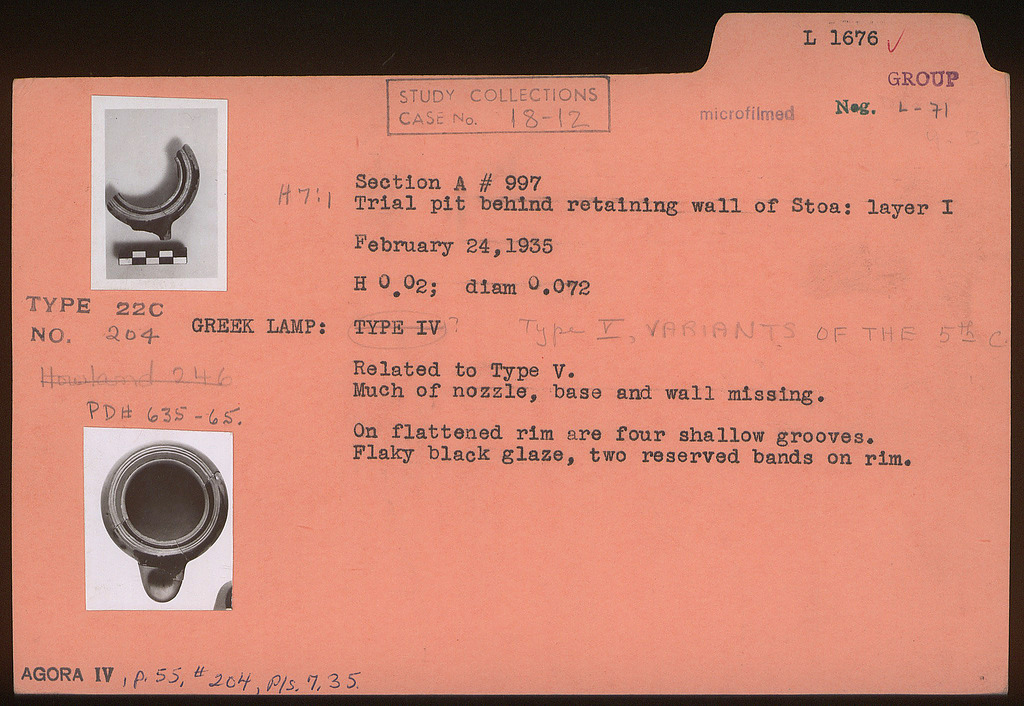 L 1676 ✓
GROUP
STUDY COLLECTIONS
CASE No. 18-12
microfilmed
Neg. L-71
Section A # 997
H 7:1
Trial pit behind retaining wall of Stoa: layer I
February 24,1935
H 0.02; diam 0.072
TYPE 22C
NO. 204
GREEK LAMP: TYPE IV? Type V, VARIANTS OF THE 5th C.
Howland 246
PD# 635-65.
Related to Type V.
Much of nozzle, base and wall missing.
On flattened rim are four shallow grooves.
Flaky black glaze, two reserved bands on rim.
AGORA IV, p. 55, # 204, pls. 7, 35.